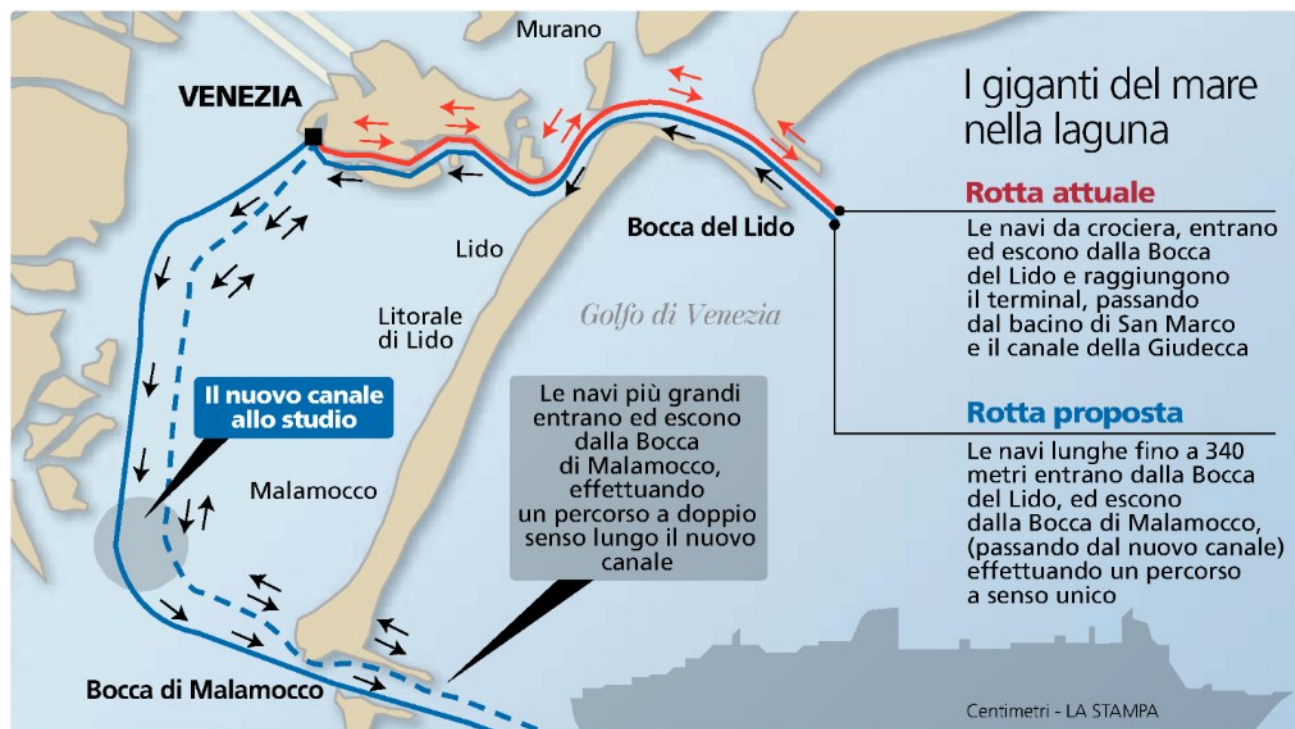 Murano
VENEZIA
Bocca del Lido
Lido
Golfo di Venezia
Litorale
di Lido
Il nuovo canale
allo studio
Malamocco
Le navi più grandi
entrano ed escono
dalla Bocca
di Malamocco,
effettuando
un percorso a doppio
senso lungo il nuovo
canale
Bocca di Malamocco
I giganti del mare
nella laguna
Rotta attuale
Le navi da crociera, entrano
ed escono dalla Bocca
del Lido e raggiungono
il terminal, passando
dal bacino di San Marco
e il canale della Giudecca
Rotta proposta
Le navi lunghe fino a 340
metri entrano dalla Bocca
del Lido, ed escono
dalla Bocca di Malamocco,
(passando dal nuovo canale)
effettuando un percorso
a senso unico
Centimetri - LA STAMPA